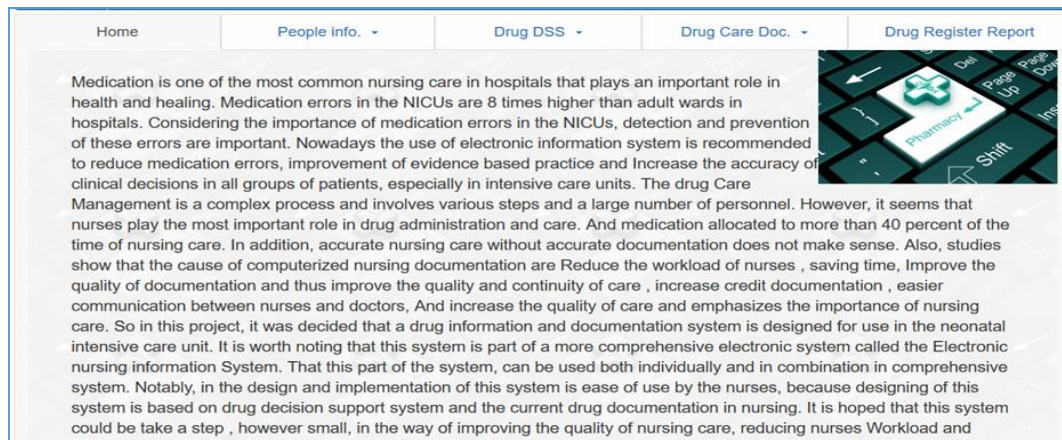 Home People info. Drug DSS Drug Care Doc. Drug Register Report
Medication is one of the most common nursing care in hospitals that plays an important role in
health and healing. Medication errors in the NICUs are 8 times higher than adult wards in
hospitals. Considering the importance of medication errors in the NICUs, detection and prevention
of these errors are important. Nowadays the use of electronic information system is recommended
to reduce medication errors, inprovement of evidence based practice and Increase the accuracy of
clinical decisions in all groups of patients, especially in intensive care units. The drug Care
Management is a complex process and involves various steps and a large number of personnel. However, it seems that
nurses play the most important role in drug administration and care. And medication allocated to more than 40 percent of the
time of nursing care. In addition, accurate nursing care without accurate documentation does not make sense. Also, studies
show that the cause of computerized nursing documentation are Reduce the workload of nurses , saving time, Improve the
quality of documentation and thus improve the quality and continuity of care , increase credit documentation , easier
communication between nurses and doctors, And increase the quality of care and emphasizes the importance of nursing
care. So in this project, it was decided that a drug information and documentation system is designed for use in the neonatal
intensive care unit. It is worth noting that this system is part of a more comprehensive electronic system called the Electronic
nursing information System. That this part of the system, can be used both individually and in combination in comprehensive
system. Notably, in the design and implementation of this system is ease of use by the nurses, because designing of this
system is based on drug decision support system and the current drug documentation in nursing. It is hoped that this system
could be take a step , however small, in the way of improving the quality of nursing care, reducing nurses Workload and
Del
Page Up
Page Down
Ins
}
]
Pharmacy
"
Shift